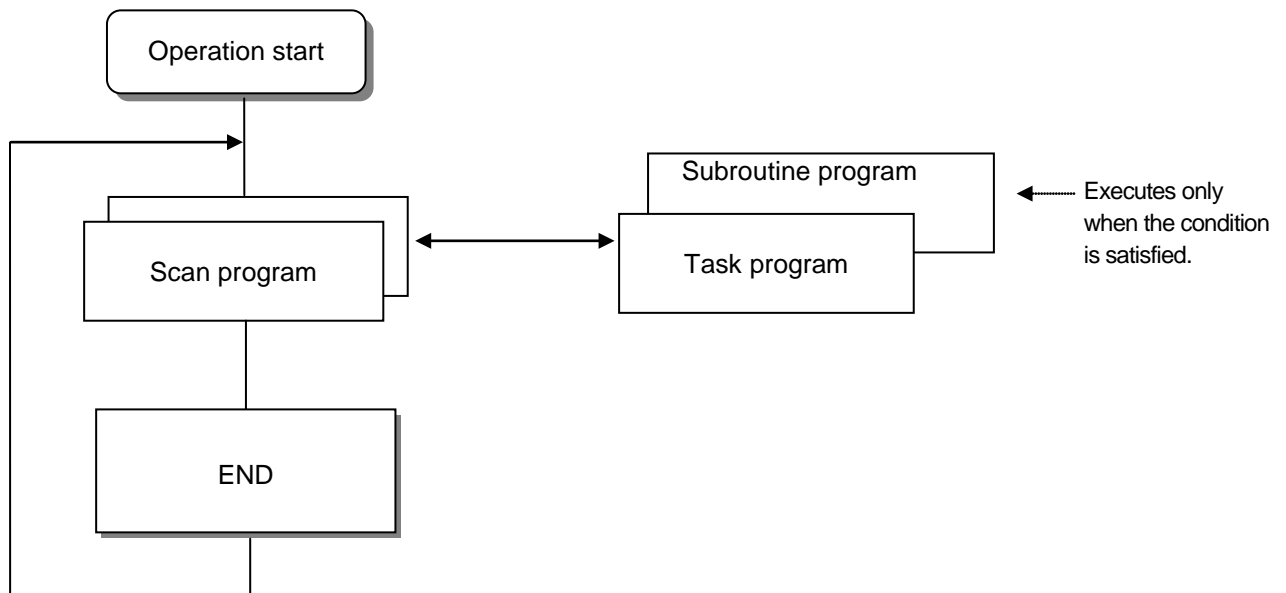 Operation start
Subroutine program
Executes only
when the condition
is satisfied.
Scan program
Task program
END